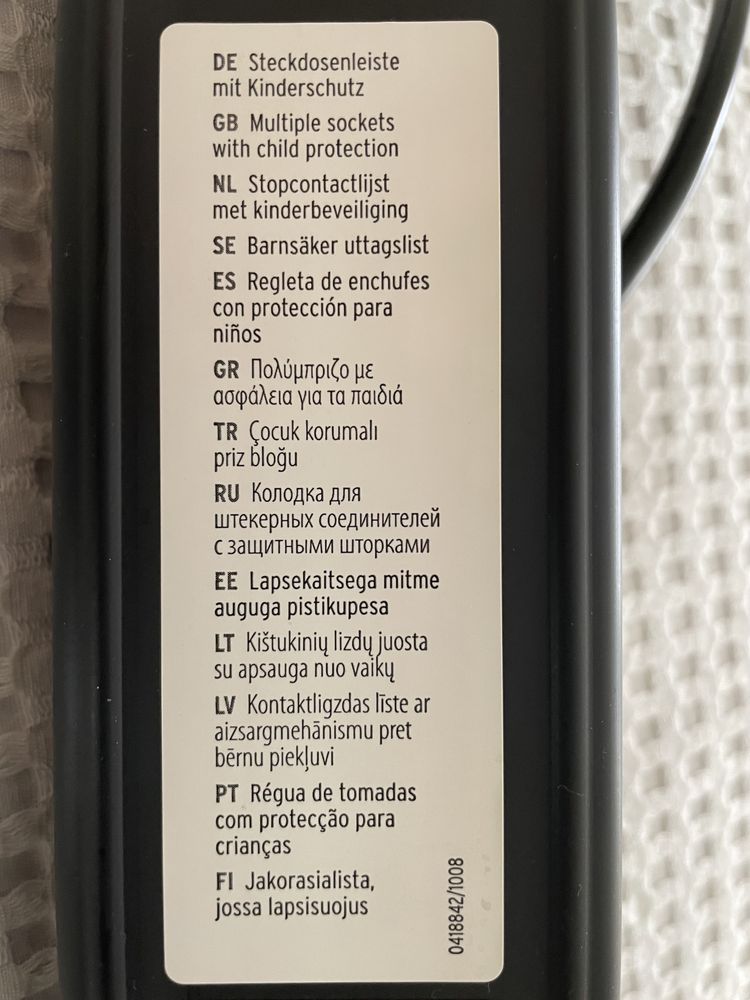 DE Steckdosenleiste
mit Kinderschutz
GB Multiple sockets
with child protection
NL Stopcontactlijst
met kinderbeveiliging
SE Barnsäker uttagslist
ES Regleta de enchufes
con protección para
niños
GR Πολύμπριζο με
ασφάλεια για τα παιδιά
TR Çocuk korumalı
priz bloğu
RU Колодка для
штекерных соединителей
с защитными шторками
EE Lapsekaitsega mitme
auguga pistikupesa
LT Kištukinių lizdų juosta
su apsauga nuo vaikų
LV Kontaktligzdas līste ar
aizsargmehānismu pret
bērnu piekļuvi
PT Régua de tomadas
com protecção para
crianças
FI Jakorasialista,
jossa lapsisuojus
0418842/1008